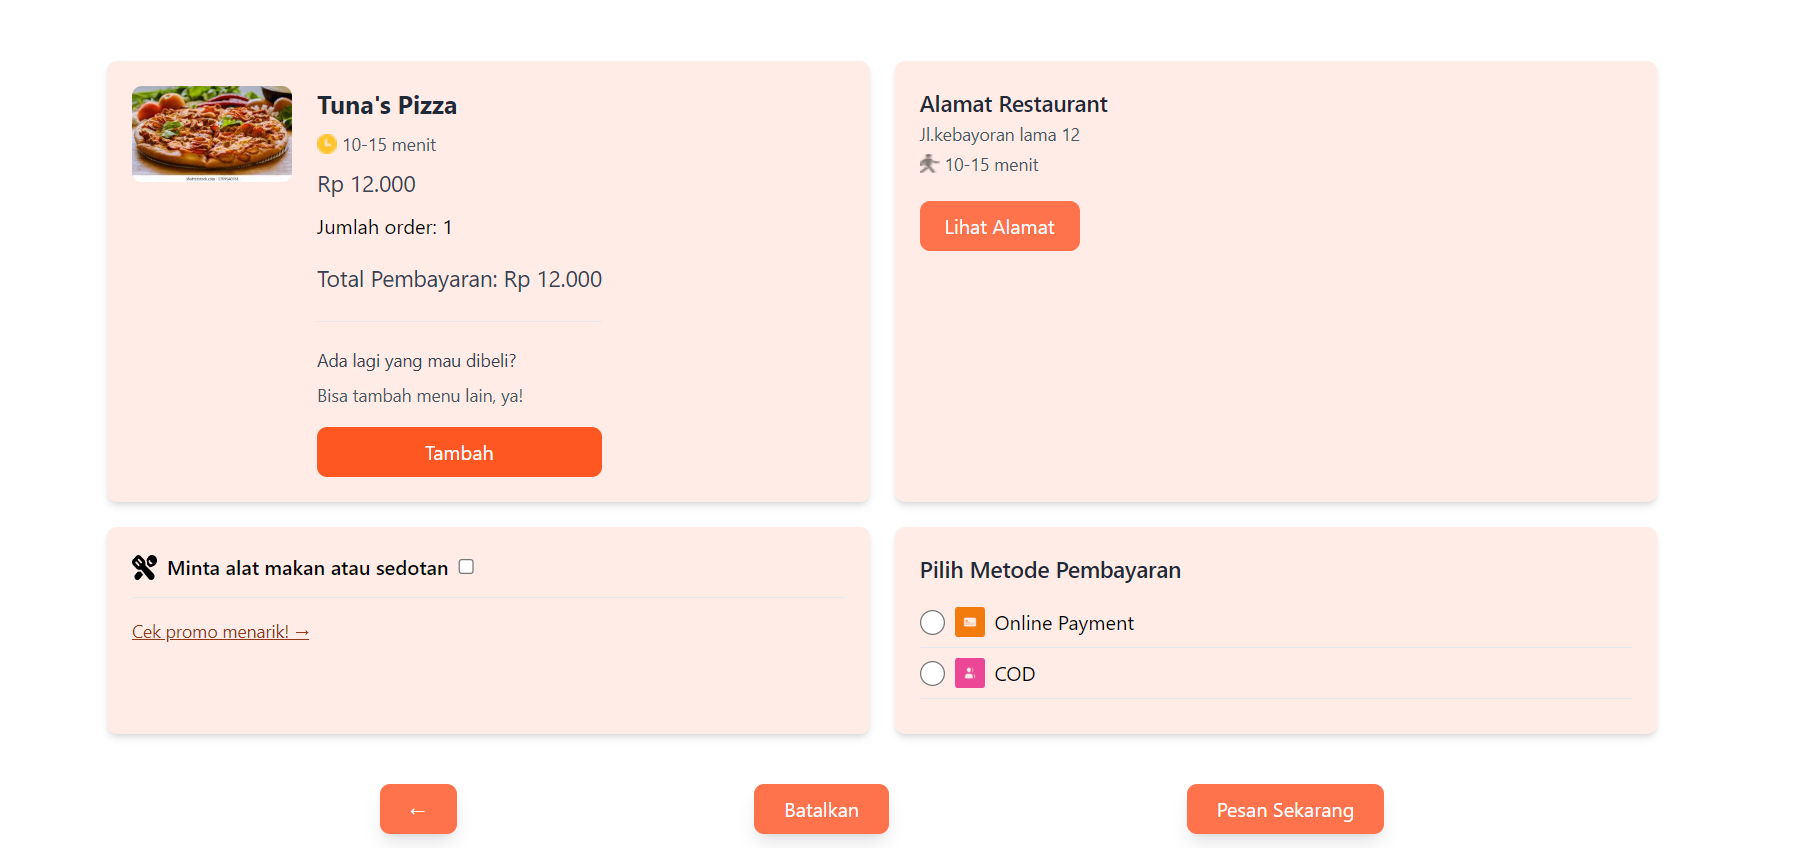 Tuna's Pizza
10-15 menit
Rp 12.000
Jumlah order: 1
Total Pembayaran: Rp 12.000
Ada lagi yang mau dibeli?
Bisa tambah menu lain, ya!
Tambah
Alamat Restaurant
Jl.kebayoran lama 12
10-15 menit
Lihat Alamat
Minta alat makan atau sedotan
Cek promo menarik! →
Pilih Metode Pembayaran
Online Payment
COD
←
Batalkan
Pesan Sekarang